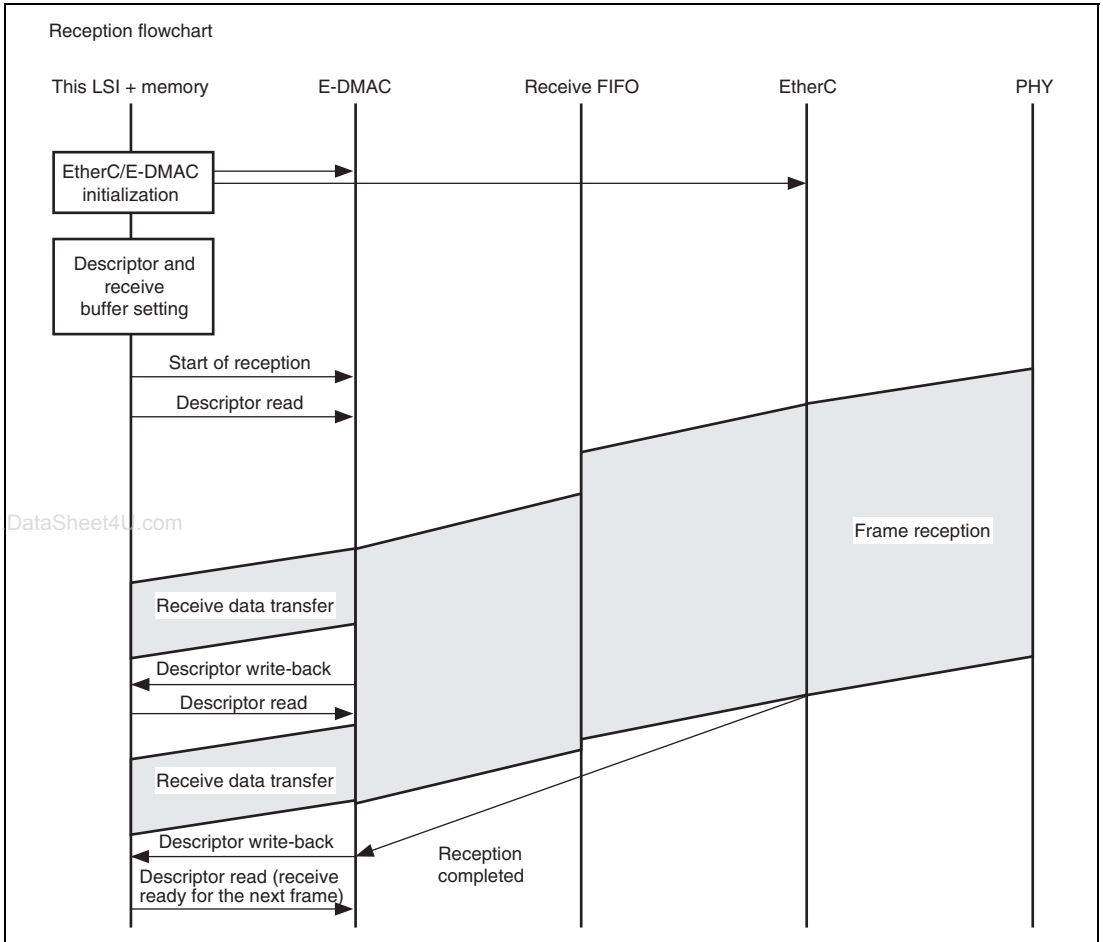 Reception flowchart
This LSI + memory
E-DMAC
Receive FIFO
EtherC
PHY
EtherC/E-DMAC
initialization
Descriptor and
receive
buffer setting
Start of reception
Descriptor read
DataSheet4U.com
Frame reception
Receive data transfer
Descriptor write-back
Descriptor read
Receive data transfer
Descriptor write-back
Reception
completed
Descriptor read (receive
ready for the next frame)